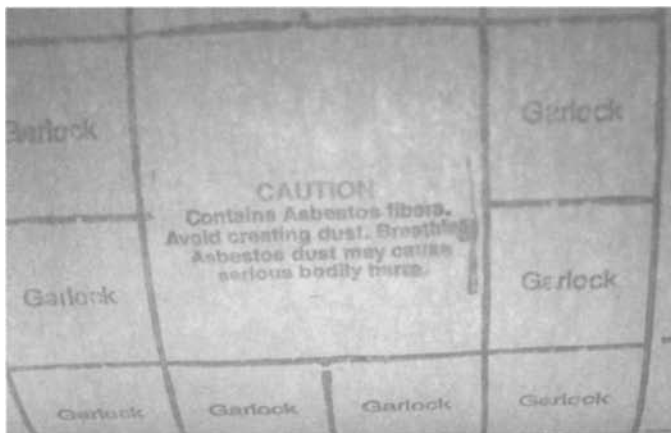 Garlock
Garlock
CAUTION
Contains Asbestos fibers.
Avoid creating dust. Breathing
Asbestos dust may cause
serious bodily harm.
Garlock
Garlock
Garlock
Garlock
Garlock
Garlock